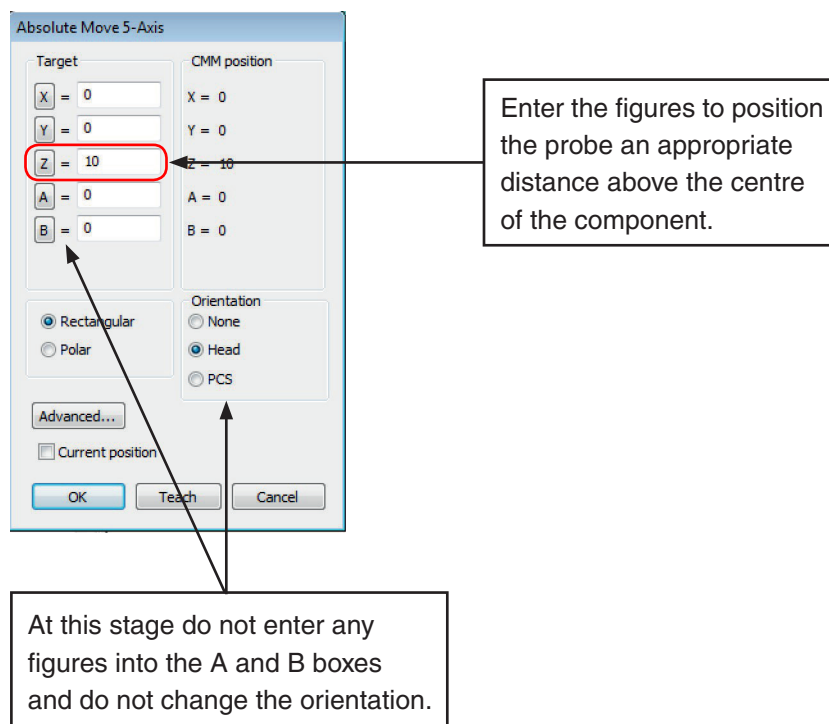 Absolute Move 5-Axis
Target
CMM position
X = 0
X = 0
Y = 0
Y = 0
Z = 10
Z = 10
A = 0
A = 0
B = 0
B = 0
Enter the figures to position
the probe an appropriate
distance above the centre
of the component.
Rectangular
Polar
Orientation
None
Head
PCS
Advanced...
Current position
OK
Teach
Cancel
At this stage do not enter any
figures into the A and B boxes
and do not change the orientation.